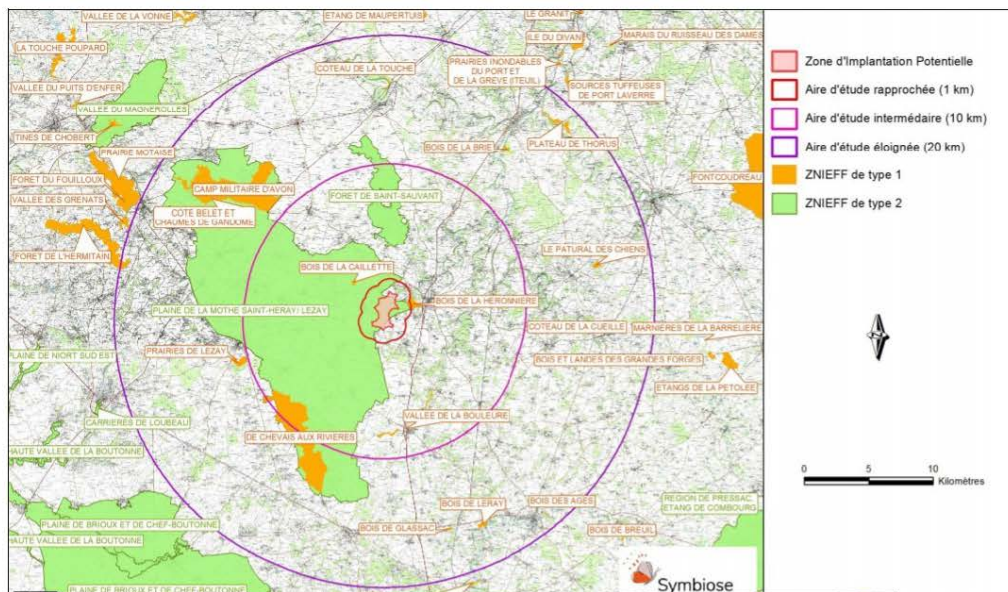 VALLEE DE LA VONNE
ETANG DE MAUPERTUIS
LE GRANIT
ILE DU DIVAN
MARAIS DU RUISSEAU DES DAMES
LA TOUCHE POUPARD
COTEAU DE LA TOUCHE
PRAIRIES INONDABLES
DU PORT ET
DE LA GREVE (ITEUIL)
VALLEE DU PUITS D'ENFER
SOURCES TUFFEUSES
DE PORT LAVERRE
VALLEE DU MAGNEROLLES
TINES DE CHOBERT
PLATEAU DE THORUS
PRAIRIE MOTAISE
BOIS DE LA BRIE
FORET DU FOUILLOUX
VALLEE DES GRENATS
CAMP MILITAIRE D'AVON
FORET DE SAINT-SAUVANT
FONTCOUDREAU
COTE BELET ET
CHAUMES DE GANDOME
FORET DE L'HERMITAIN
LE PATURAL DES CHIENS
BOIS DE LA CAILLETTE
BOIS DE LA HERONNIERE
PLAINE DE LA MOTHE SAINT-HERAY/ LEZAY
COTEAU DE LA CUEILLE
MARNIERES DE LA BARRELIERE
PLAINE DE NIORT SUD EST
PRAIRIES DE LEZAY
BOIS ET LANDES DES GRANDES FORGES
ETANGS DE LA PETOLEE
CARRIERES DE LOUBEAU
VALLEE DE LA BOULEURE
DE CHEVAIS AUX RIVIERES
HAUTE VALLEE DE LA BOUTONNE
BOIS DE LERAY
BOIS DES AGES
REGION DE PRESSAC,
ETANG DE COMBOURG
PLAINE DE BRIOUX ET DE CHEF-BOUTONNE
BOIS DE GLASSAC
BOIS DE BREUIL
HAUTE VALLEE DE LA BOUTONNE
PLAINE DE BRIOUX ET DE CHEF-BOUTONNE
Symbiose
Zone d'Implantation Potentielle
Aire d'étude rapprochée (1 km)
Aire d'étude intermédaire (10 km)
Aire d'étude éloignée (20 km)
ZNIEFF de type 1
ZNIEFF de type 2
0 5 10
Kilomètres